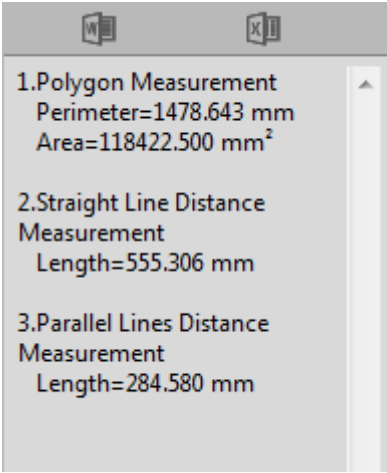 1.Polygon Measurement
Perimeter=1478.643 mm
Area=118422.500 mm²
2.Straight Line Distance
Measurement
Length=555.306 mm
3.Parallel Lines Distance
Measurement
Length=284.580 mm